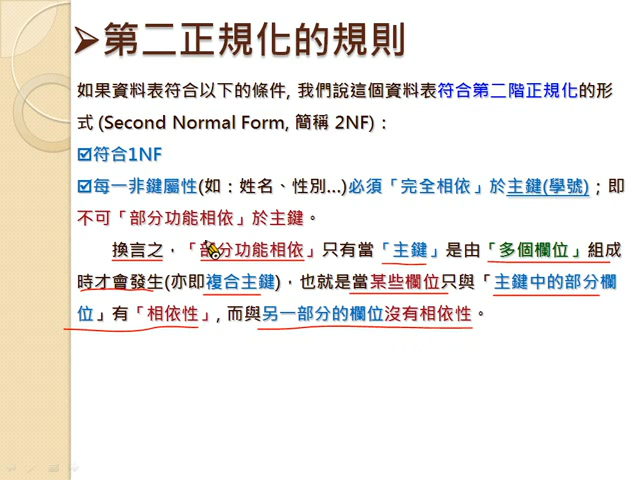 ➢第二正規化的規則
如果資料表符合以下的條件, 我們說這個資料表符合第二階正規化的形
式 (Second Normal Form, 簡稱 2NF)：
☑符合1NF
☑每一非鍵屬性(如：姓名、性別...)必須「完全相依」於主鍵(學號)；即
不可「部分功能相依」於主鍵。
換言之，「部分功能相依」只有當「主鍵」是由「多個欄位」組成
時才會發生(亦即複合主鍵)，也就是當某些欄位只與「主鍵中的部分欄
位」有「相依性」, 而與另一部分的欄位沒有相依性。